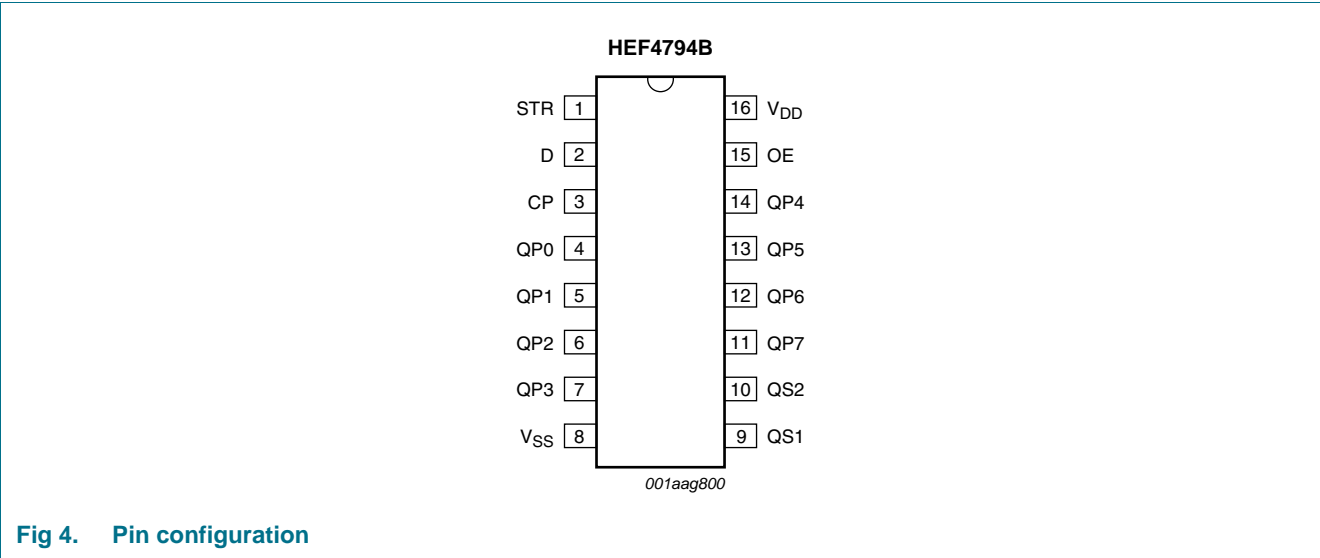 HEF4794B
STR 1 16 VDD
D 2 15 OE
CP 3 14 QP4
QP0 4 13 QP5
QP1 5 12 QP6
QP2 6 11 QP7
QP3 7 10 QS2
VSS 8 9 QS1
001aag800
Fig 4. Pin configuration